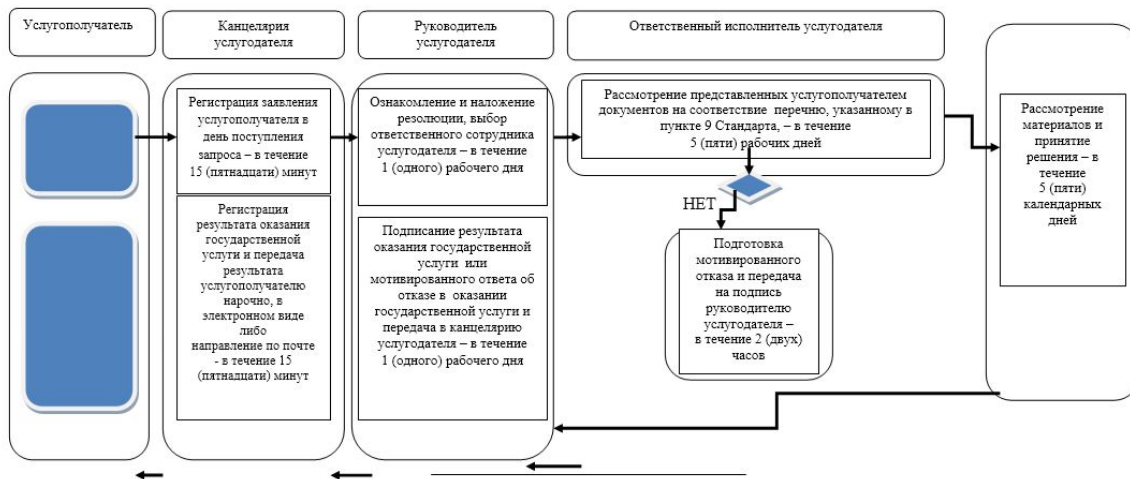 Услугополучатель
Канцелярия
услугодателя
Руководитель
услугодателя
Ответственный исполнитель услугодателя
Регистрация заявления
услугополучателя в
день поступления
запроса – в течение
15 (пятнадцати) минут
Регистрация
результата оказания
государственной
услуги и передача
результата
услугополучателю
нарочно, в
электронном виде
либо
направление по почте
- в течение 15
(пятнадцати) минут
Ознакомление и наложение
резолюции, выбор
ответственного сотрудника
услугодателя – в течение
1 (одного) рабочего дня
Подписание результата
оказания государственной
услуги или
мотивированного ответа об
отказе в оказании
государственной услуги и
передача в канцелярию
услугодателя – в течение
1 (одного) рабочего дня
Рассмотрение представленных услугополучателем
документов на соответствие перечню, указанному в
пункте 9 Стандарта, – в течение
5 (пяти) рабочих дней
НЕТ
Подготовка
мотивированного
отказа и передача
на подпись
руководителю
услугодателя –
в течение 2 (двух)
часов
Рассмотрение
материалов и
принятие
решения – в
течение
5 (пяти)
календарных
дней